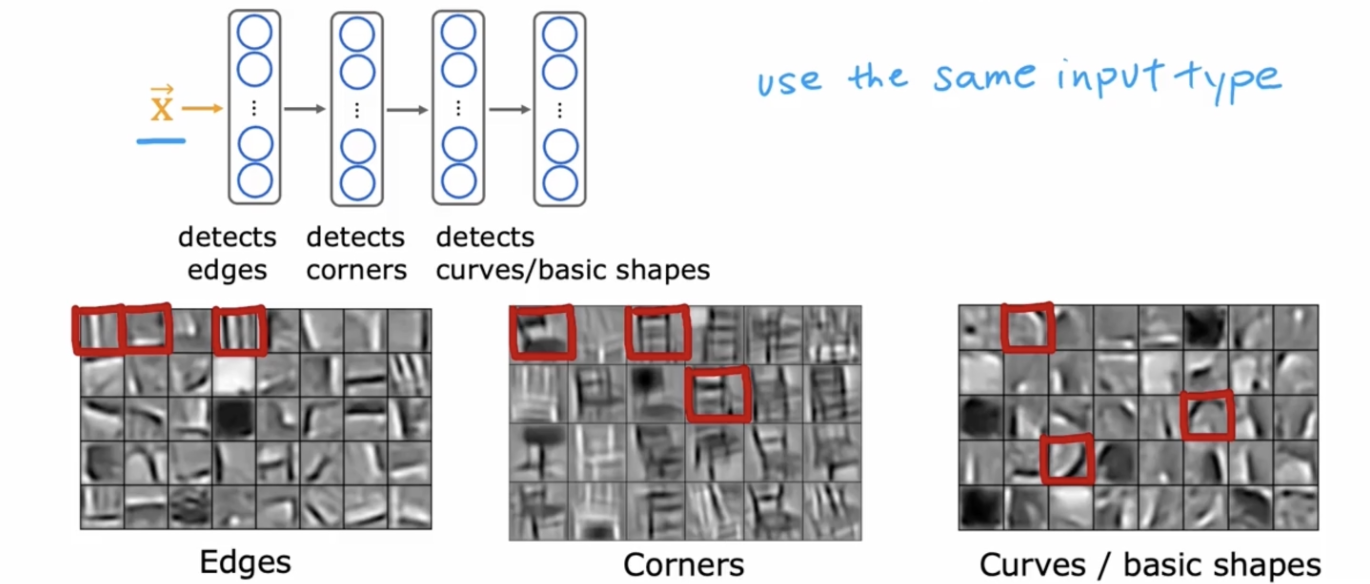 use the same input type
x⃗
detects edges
detects corners
detects curves/basic shapes
Edges
Corners
Curves / basic shapes